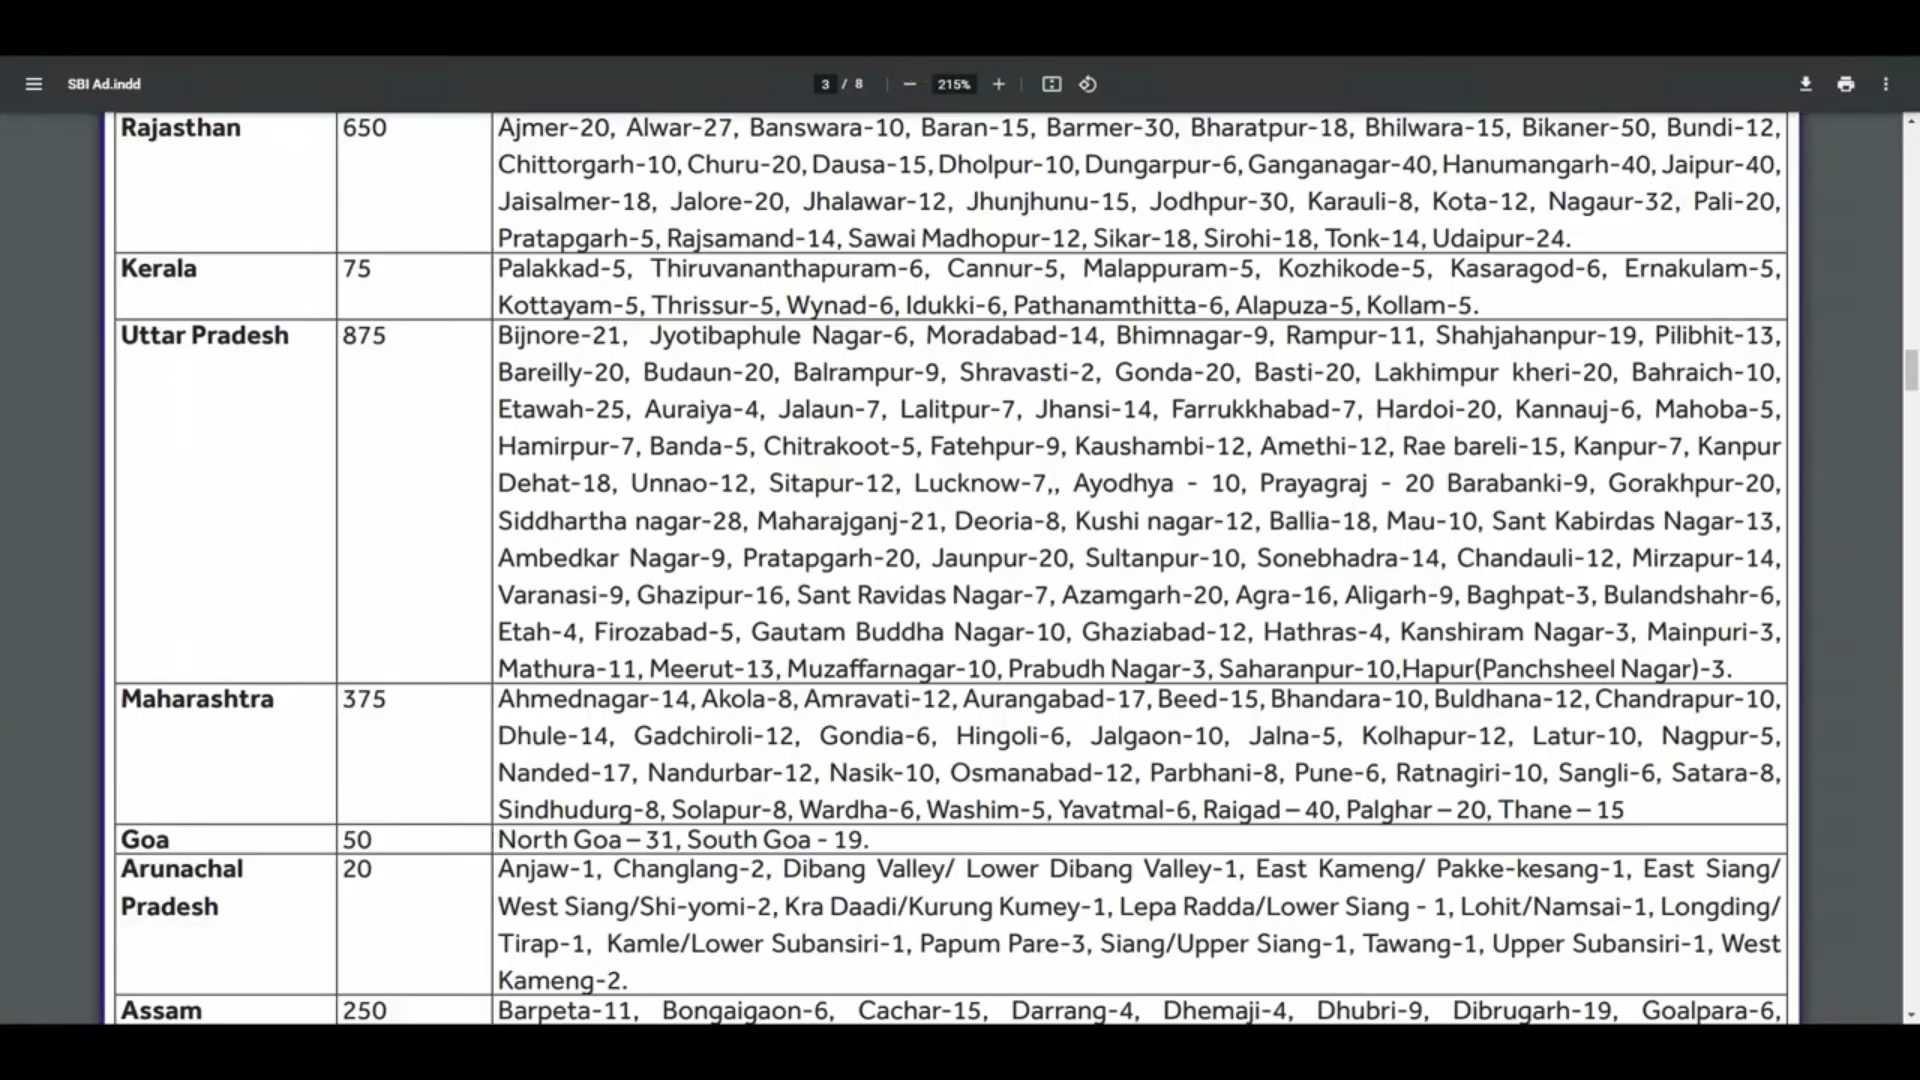 SBI Ad.indd
3 / 8
215%
Rajasthan
650
Ajmer-20, Alwar-27, Banswara-10, Baran-15, Barmer-30, Bharatpur-18, Bhilwara-15, Bikaner-50, Bundi-12,
Chittorgarh-10, Churu-20, Dausa-15, Dholpur-10, Dungarpur-6, Ganganagar-40, Hanumangarh-40, Jaipur-40,
Jaisalmer-18, Jalore-20, Jhalawar-12, Jhunjhunu-15, Jodhpur-30, Karauli-8, Kota-12, Nagaur-32, Pali-20,
Pratapgarh-5, Rajsamand-14, Sawai Madhopur-12, Sikar-18, Sirohi-18, Tonk-14, Udaipur-24.
Kerala
75
Palakkad-5, Thiruvananthapuram-6, Cannur-5, Malappuram-5, Kozhikode-5, Kasaragod-6, Ernakulam-5,
Kottayam-5, Thrissur-5, Wynad-6, Idukki-6, Pathanamthitta-6, Alapuza-5, Kollam-5.
Uttar Pradesh
875
Bijnore-21, Jyotibaphule Nagar-6, Moradabad-14, Bhimnagar-9, Rampur-11, Shahjahanpur-19, Pilibhit-13,
Bareilly-20, Budaun-20, Balrampur-9, Shravasti-2, Gonda-20, Basti-20, Lakhimpur kheri-20, Bahraich-10,
Etawah-25, Auraiya-4, Jalaun-7, Lalitpur-7, Jhansi-14, Farrukkhabad-7, Hardoi-20, Kannauj-6, Mahoba-5,
Hamirpur-7, Banda-5, Chitrakoot-5, Fatehpur-9, Kaushambi-12, Amethi-12, Rae bareli-15, Kanpur-7, Kanpur
Dehat-18, Unnao-12, Sitapur-12, Lucknow-7,, Ayodhya - 10, Prayagraj - 20 Barabanki-9, Gorakhpur-20,
Siddhartha nagar-28, Maharajganj-21, Deoria-8, Kushi nagar-12, Ballia-18, Mau-10, Sant Kabirdas Nagar-13,
Ambedkar Nagar-9, Pratapgarh-20, Jaunpur-20, Sultanpur-10, Sonebhadra-14, Chandauli-12, Mirzapur-14,
Varanasi-9, Ghazipur-16, Sant Ravidas Nagar-7, Azamgarh-20, Agra-16, Aligarh-9, Baghpat-3, Bulandshahr-6,
Etah-4, Firozabad-5, Gautam Buddha Nagar-10, Ghaziabad-12, Hathras-4, Kanshiram Nagar-3, Mainpuri-3,
Mathura-11, Meerut-13, Muzaffarnagar-10, Prabudh Nagar-3, Saharanpur-10,Hapur(Panchsheel Nagar)-3.
Maharashtra
375
Ahmednagar-14, Akola-8, Amravati-12, Aurangabad-17, Beed-15, Bhandara-10, Buldhana-12, Chandrapur-10,
Dhule-14, Gadchiroli-12, Gondia-6, Hingoli-6, Jalgaon-10, Jalna-5, Kolhapur-12, Latur-10, Nagpur-5,
Nanded-17, Nandurbar-12, Nasik-10, Osmanabad-12, Parbhani-8, Pune-6, Ratnagiri-10, Sangli-6, Satara-8,
Sindhudurg-8, Solapur-8, Wardha-6, Washim-5, Yavatmal-6, Raigad – 40, Palghar – 20, Thane – 15
Goa
50
North Goa – 31, South Goa - 19.
Arunachal
Pradesh
20
Anjaw-1, Changlang-2, Dibang Valley/ Lower Dibang Valley-1, East Kameng/ Pakke-kesang-1, East Siang/
West Siang/Shi-yomi-2, Kra Daadi/Kurung Kumey-1, Lepa Radda/Lower Siang - 1, Lohit/Namsai-1, Longding/
Tirap-1, Kamle/Lower Subansiri-1, Papum Pare-3, Siang/Upper Siang-1, Tawang-1, Upper Subansiri-1, West
Kameng-2.
Assam
250
Barpeta-11, Bongaigaon-6, Cachar-15, Darrang-4, Dhemaji-4, Dhubri-9, Dibrugarh-19, Goalpara-6,